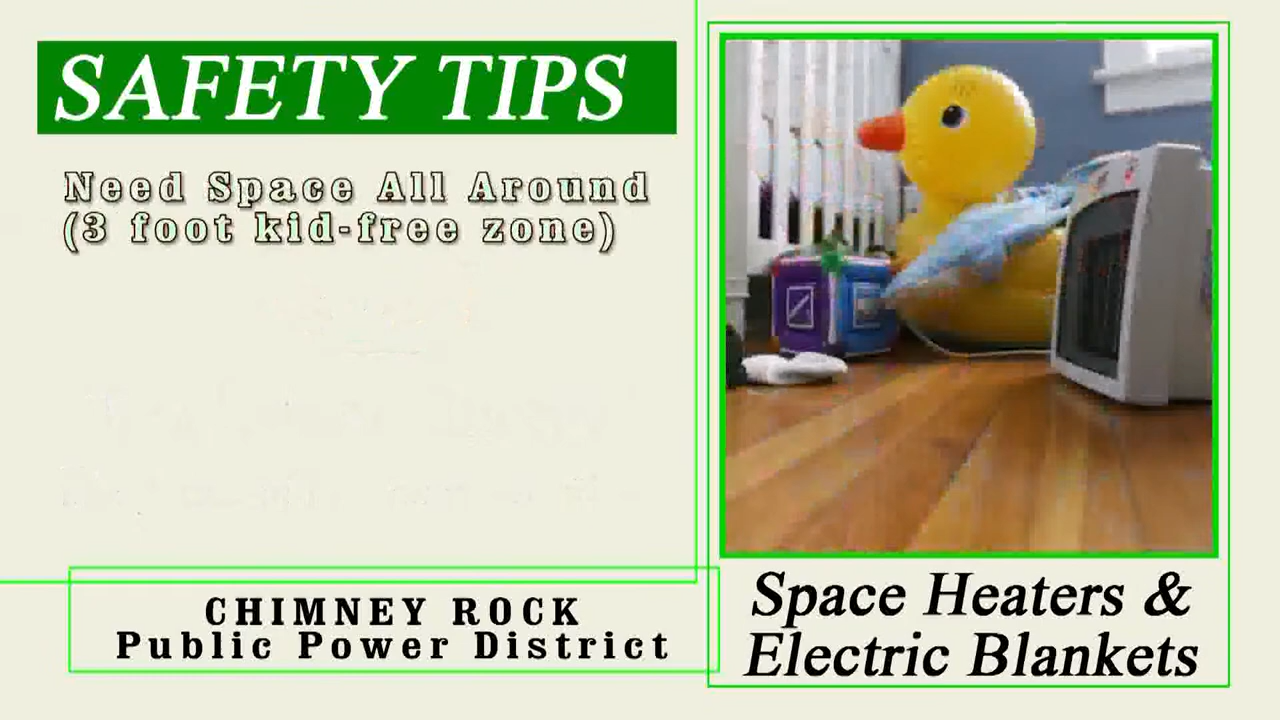 SAFETY TIPS
Need Space All Around
(3 foot kid-free zone)
CHIMNEY ROCK
Public Power District
Space Heaters &
Electric Blankets